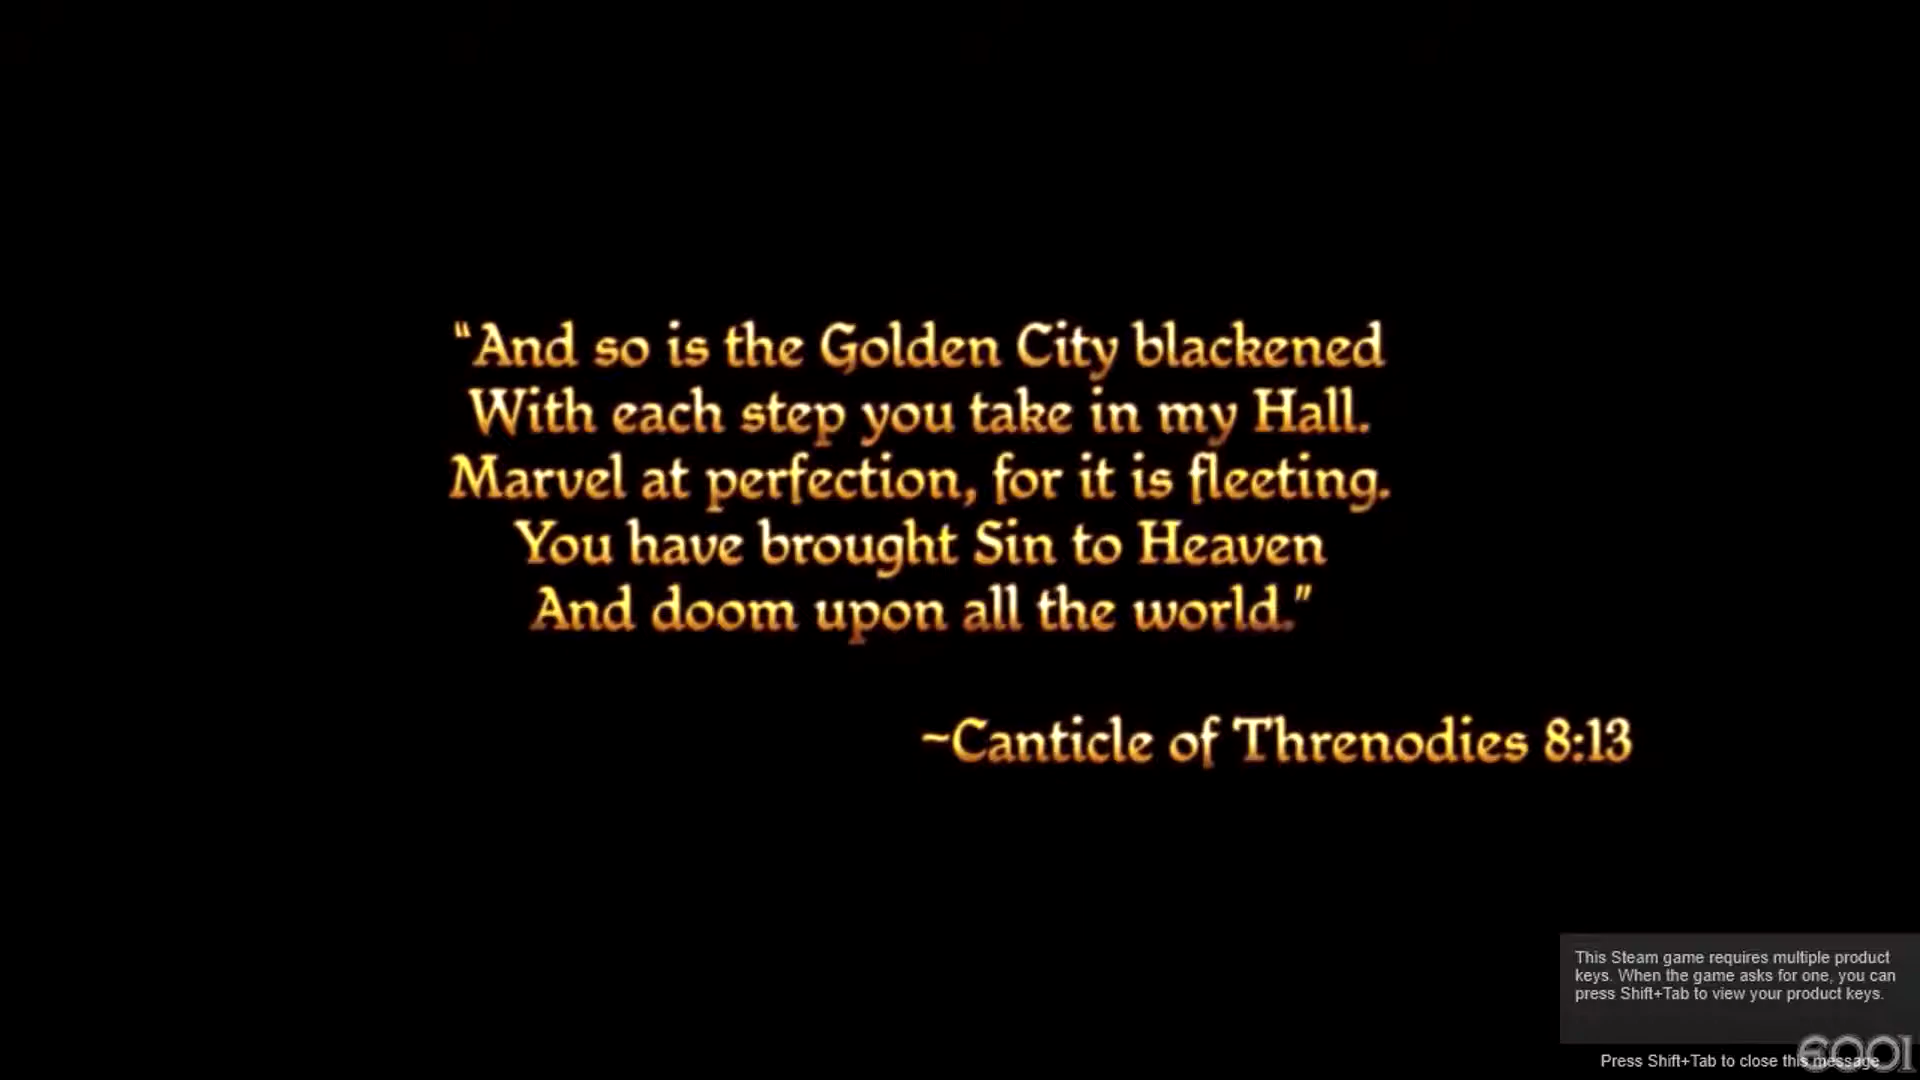 “And so is the Golden City blackened
With each step you take in my Hall.
Marvel at perfection, for it is fleeting.
You have brought Sin to Heaven
And doom upon all the world.”
~Canticle of Threnodies 8:13
This Steam game requires multiple product
keys. When the game asks for one, you can
press Shift+Tab to view your product keys.
Press Shift+Tab to close this message